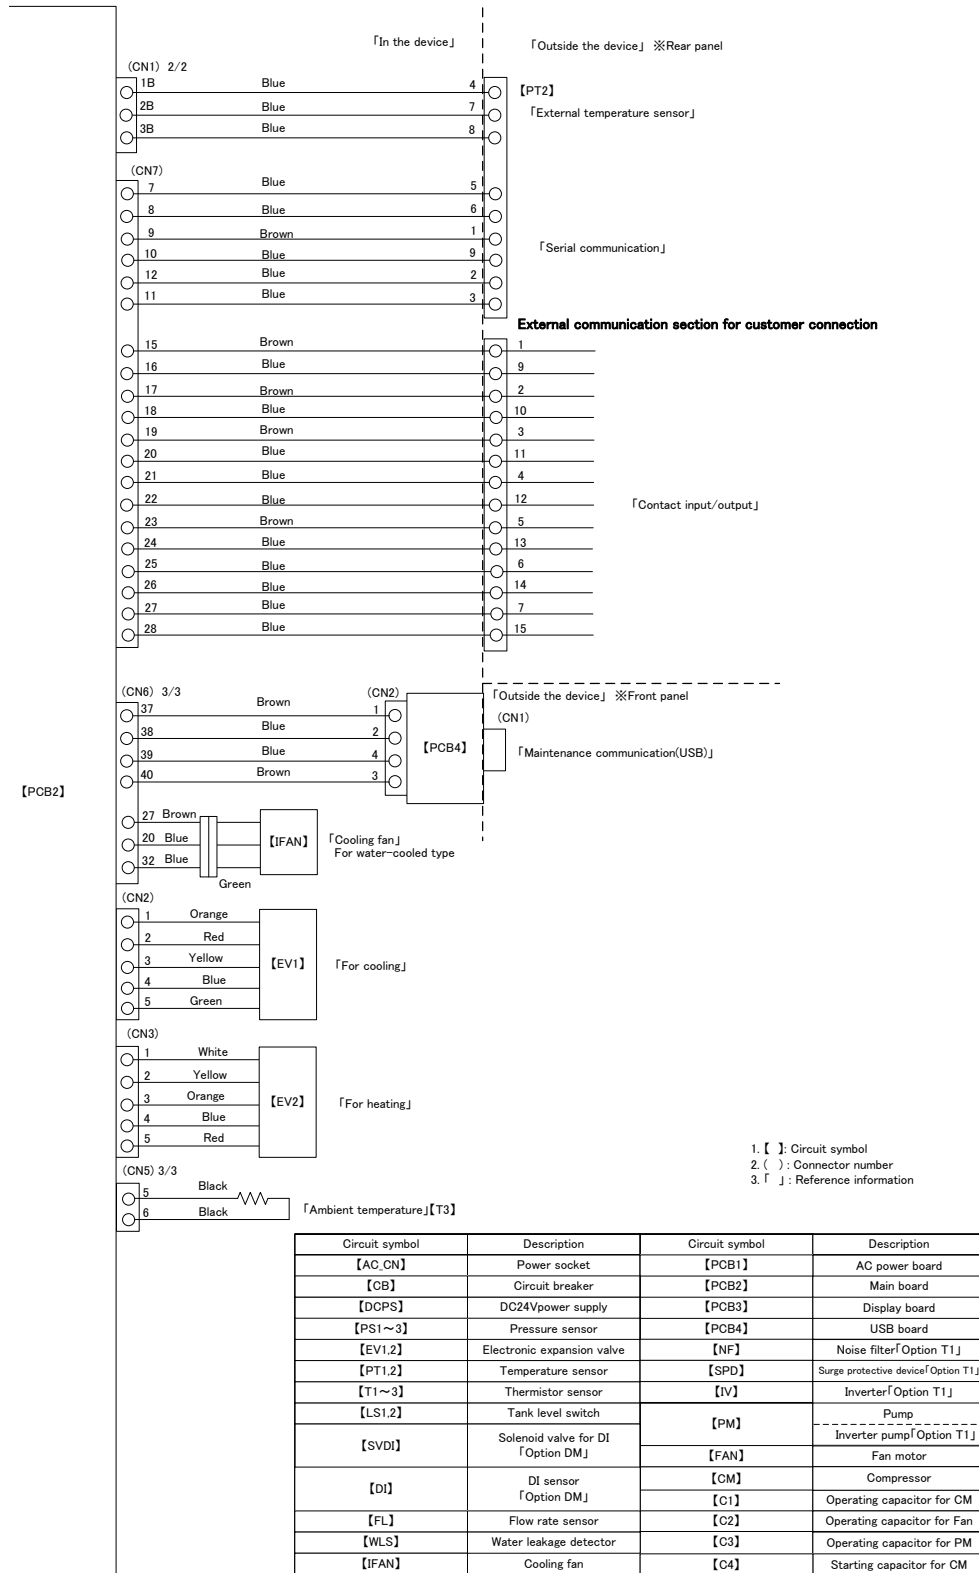 「In the device」
「Outside the device」 ※Rear panel
(CN1) 2/2
1B Blue 4 【PT2】
2B Blue 7 「External temperature sensor」
3B Blue 8
(CN7)
7 Blue 5
8 Blue 6
9 Brown 1 「Serial communication」
10 Blue 9
12 Blue 2
11 Blue 3
External communication section for customer connection
15 Brown 1
16 Blue 9
17 Brown 2
18 Blue 10
19 Brown 3
20 Blue 11
21 Blue 4
22 Blue 12 「Contact input/output」
23 Brown 5
24 Blue 13
25 Blue 6
26 Blue 14
27 Blue 7
28 Blue 15
(CN6) 3/3 (CN2) 「Outside the device」 ※Front panel
37 Brown 1 (CN1)
38 Blue 2 【PCB4】
39 Blue 4 「Maintenance communication(USB)」
40 Brown 3
【PCB2】
27 Brown
20 Blue 【IFAN】 「Cooling fan」
32 Blue For water-cooled type
Green
(CN2)
1 Orange
2 Red
3 Yellow 【EV1】 「For cooling」
4 Blue
5 Green
(CN3)
1 White
2 Yellow
3 Orange 【EV2】 「For heating」
4 Blue
5 Red
1. 【 】: Circuit symbol
2. ( ) : Connector number
3. 「 」 : Reference information
(CN5) 3/3
5 Black
6 Black 「Ambient temperature」【T3】
Circuit symbol Description Circuit symbol Description
【AC_CN】 Power socket 【PCB1】 AC power board
【CB】 Circuit breaker 【PCB2】 Main board
【DCPS】 DC24Vpower supply 【PCB3】 Display board
【PS1～3】 Pressure sensor 【PCB4】 USB board
【EV1,2】 Electronic expansion valve 【NF】 Noise filter「Option T1」
【PT1,2】 Temperature sensor 【SPD】 Surge protective device「Option T1」
【T1～3】 Thermistor sensor 【IV】 Inverter「Option T1」
【LS1,2】 Tank level switch 【PM】 Pump
Inverter pump「Option T1」
【SVDI】 Solenoid valve for DI
「Option DM」
【FAN】 Fan motor
【DI】 DI sensor
「Option DM」
【CM】 Compressor
【C1】 Operating capacitor for CM
【FL】 Flow rate sensor 【C2】 Operating capacitor for Fan
【WLS】 Water leakage detector 【C3】 Operating capacitor for PM
【IFAN】 Cooling fan 【C4】 Starting capacitor for CM